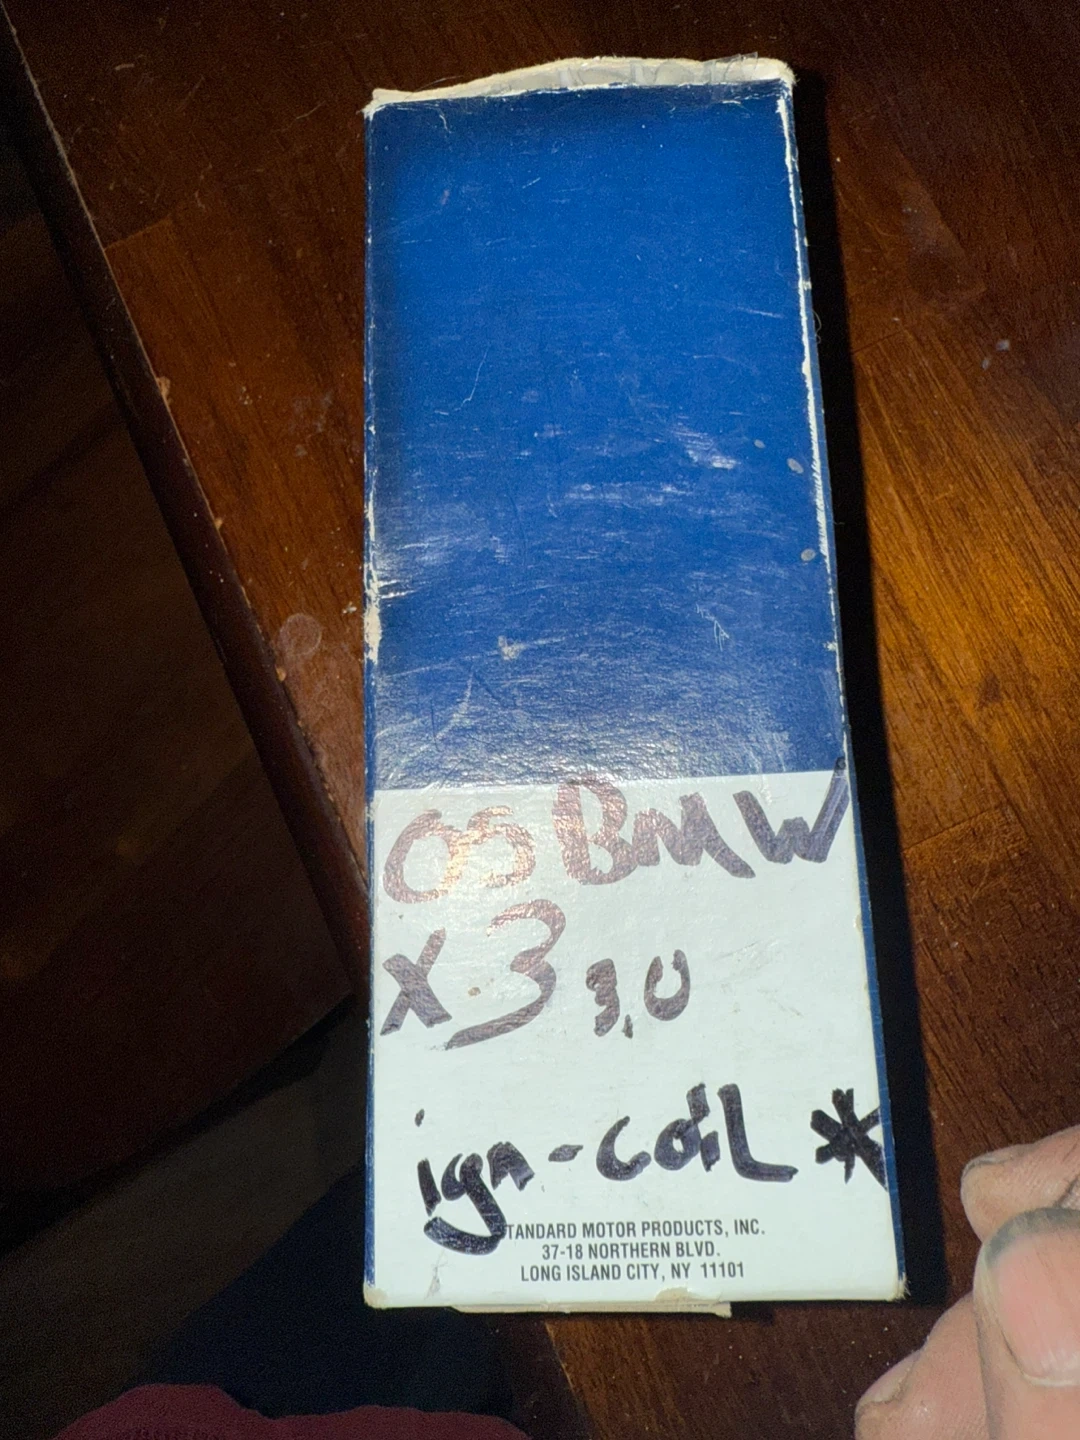 05 BMW
X3 3.0
ign-coil *
STANDARD MOTOR PRODUCTS, INC.
37-18 NORTHERN BLVD.
LONG ISLAND CITY, NY 11101